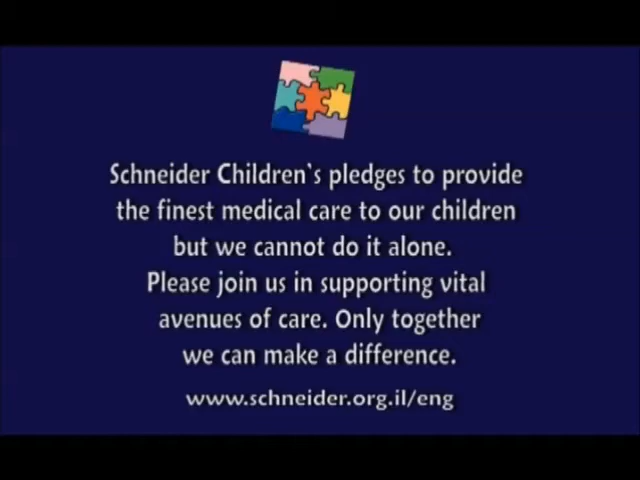 Schneider Children`s pledges to provide
the finest medical care to our children
but we cannot do it alone.
Please join us in supporting vital
avenues of care. Only together
we can make a difference.
www.schneider.org.il/eng